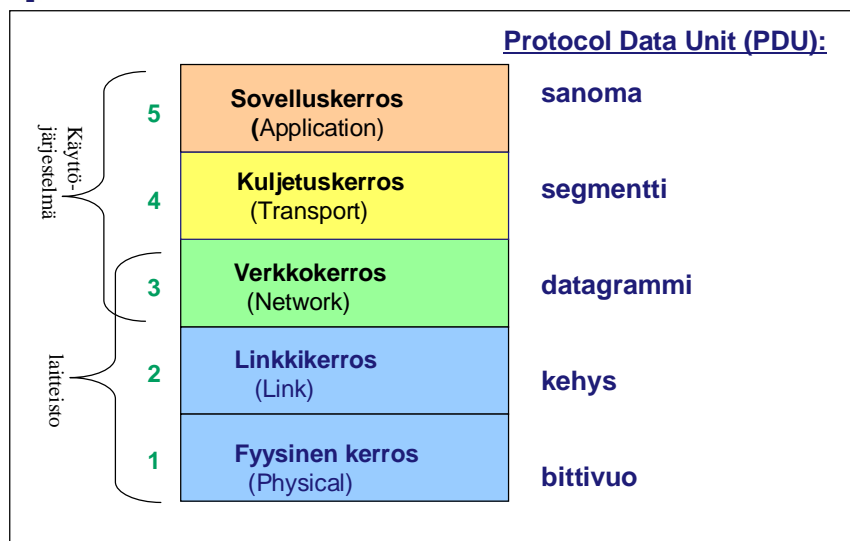 Protocol Data Unit (PDU):
5
Sovelluskerros
(Application)
sanoma
Käyttö-
järjestelmä
4
Kuljetuskerros
(Transport)
segmentti
3
Verkkokerros
(Network)
datagrammi
laitteisto
2
Linkkikerros
(Link)
kehys
1
Fyysinen kerros
(Physical)
bittivuo